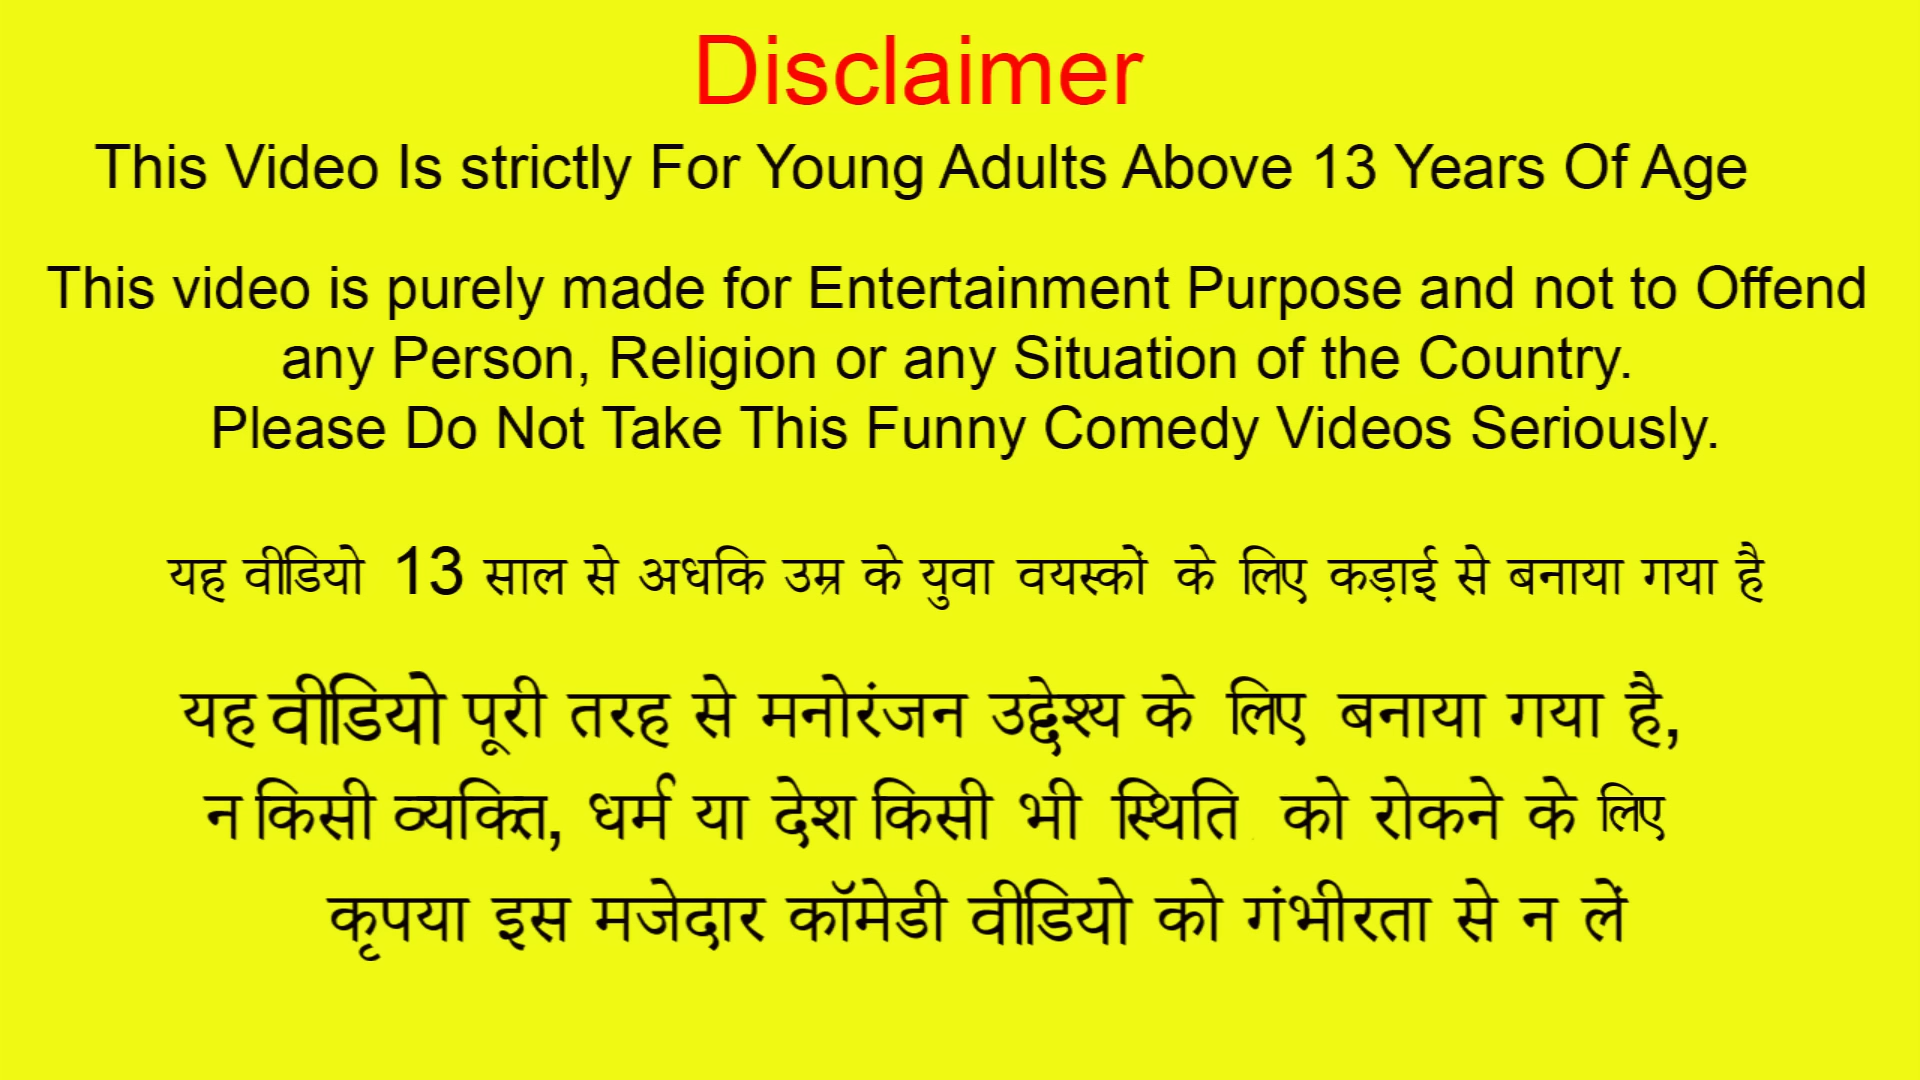 Disclaimer
This Video Is strictly For Young Adults Above 13 Years Of Age
This video is purely made for Entertainment Purpose and not to Offend
any Person, Religion or any Situation of the Country.
Please Do Not Take This Funny Comedy Videos Seriously.
यह वीडियो 13 साल से अधकि उम्र के युवा वयस्कों के लिए कड़ाई से बनाया गया है
यह वीडियो पूरी तरह से मनोरंजन उद्देश्य के लिए बनाया गया है,
न किसी व्यक्ति, धर्म या देश किसी भी स्थिति को रोकने के लिए
कृपया इस मजेदार कॉमेडी वीडियो को गंभीरता से न लें